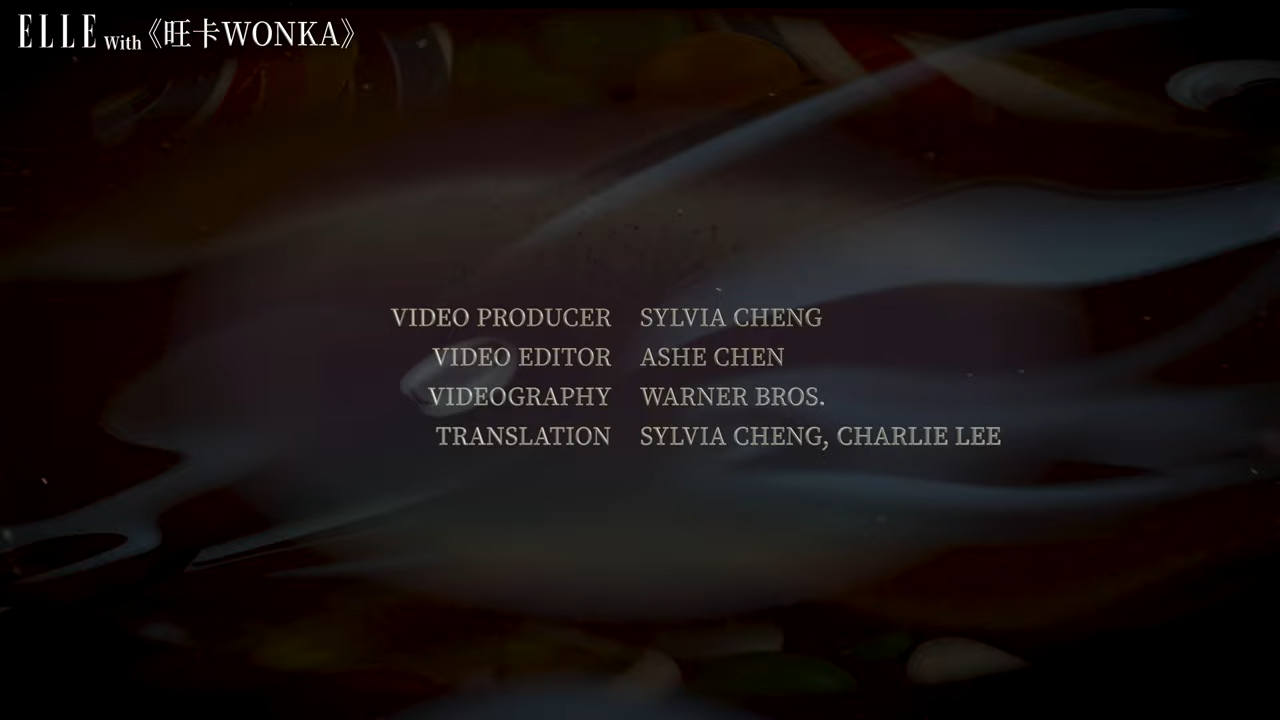 ELLE With《旺卡WONKA》
VIDEO PRODUCER SYLVIA CHENG
VIDEO EDITOR ASHE CHEN
VIDEOGRAPHY WARNER BROS.
TRANSLATION SYLVIA CHENG, CHARLIE LEE